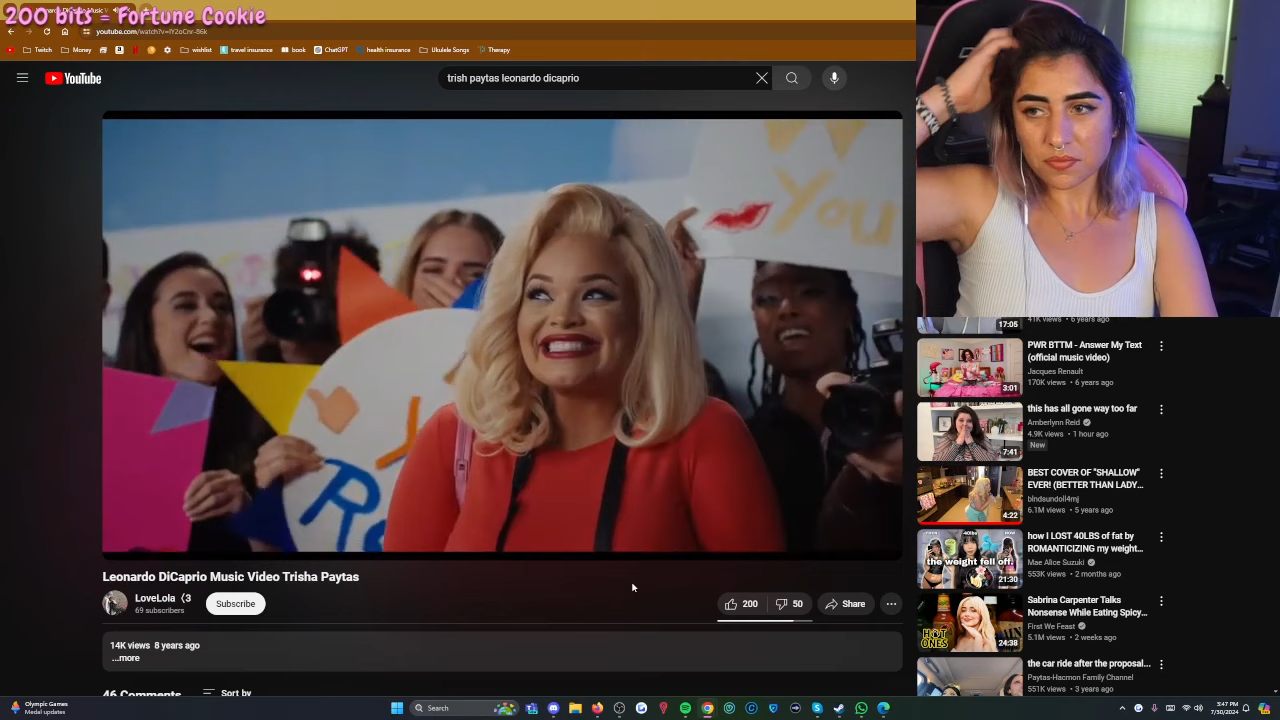 200 bits = Fortune Cookie
youtube.com/watch?v=IY2oCnr-86k
Twitch
Money
travel insurance
book
ChatGPT
health insurance
Ukulele Songs
Therapy
YouTube
trish paytas leonardo dicaprio
You
Leonardo DiCaprio Music Video Trisha Paytas
LoveLola <3
69 subscribers
Subscribe
200
50
Share
14K views 8 years ago
...more
46 Comments
Sort by
17:05
41K views • 6 years ago
PWR BTTM - Answer My Text
(official music video)
Jacques Renault
170K views • 6 years ago
3:01
this has all gone way too far
Amberlynn Reid
4.9K views • 1 hour ago
New
7:41
BEST COVER OF "SHALLOW"
EVER! (BETTER THAN LADY...
blndsundoll4mj
6.1M views • 5 years ago
4:22
how I LOST 40LBS of fat by
ROMANTICIZING my weight...
Mae Alice Suzuki
553K views • 2 months ago
the weight fell off.
21:30
Sabrina Carpenter Talks
Nonsense While Eating Spicy...
First We Feast
5.1M views • 2 weeks ago
HOT
ONES
24:38
the car ride after the proposal...
Paytas-Hacmon Family Channel
551K views • 3 years ago
Olympic Games
Medal updates
Search
5:47 PM
7/30/2024